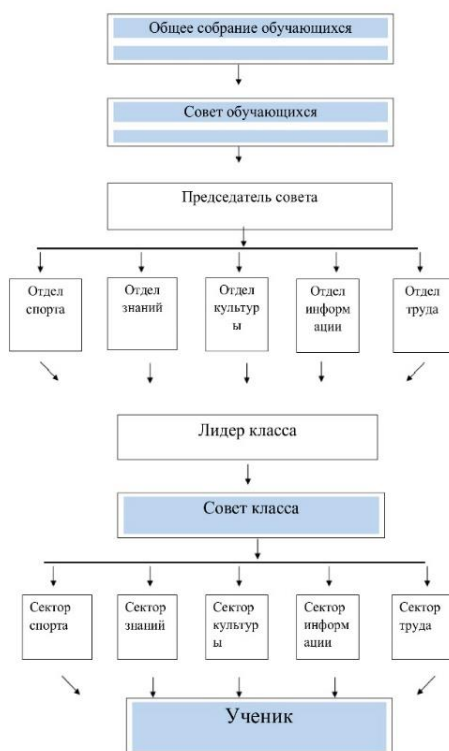 Общее собрание обучающихся
Совет обучающихся
Председатель совета
Отдел
спорта
Отдел
знаний
Отдел
культур
ы
Отдел
информ
ации
Отдел
труда
Лидер класса
Совет класса
Сектор
спорта
Сектор
знаний
Сектор
культур
ы
Сектор
информ
ации
Сектор
труда
Ученик